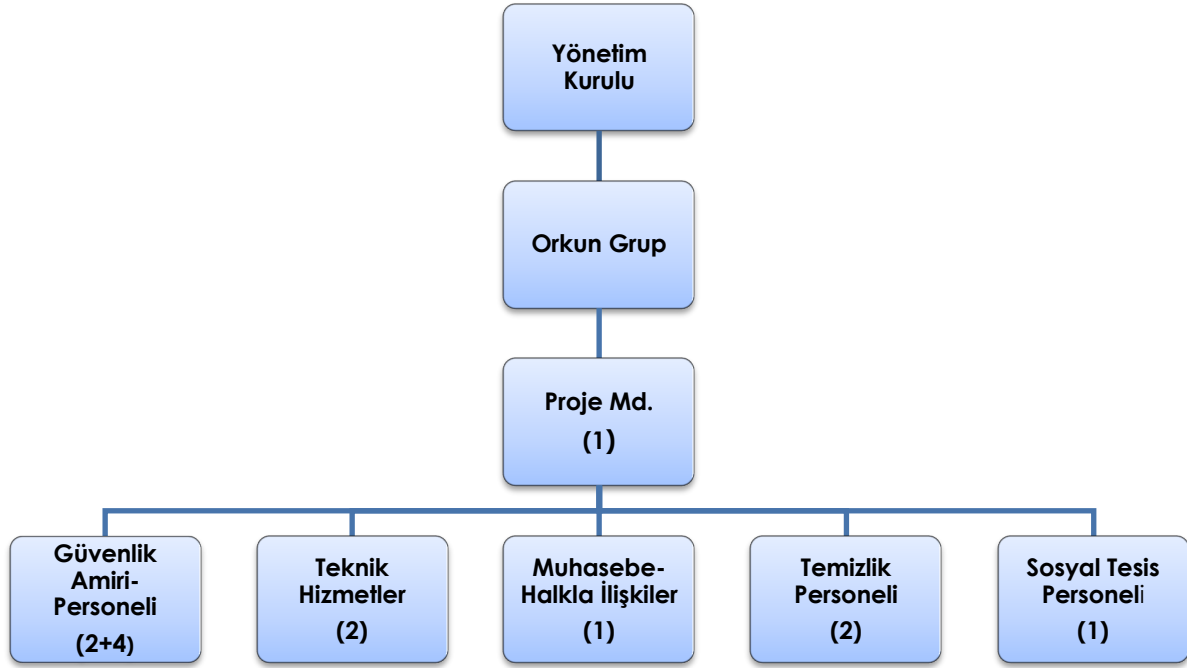 Yönetim
Kurulu
Orkun Grup
Proje Md.
(1)
Güvenlik
Amiri-
Personeli
(2+4)
Teknik
Hizmetler
(2)
Muhasebe-
Halkla İlişkiler
(1)
Temizlik
Personeli
(2)
Sosyal Tesis
Personeli
(1)